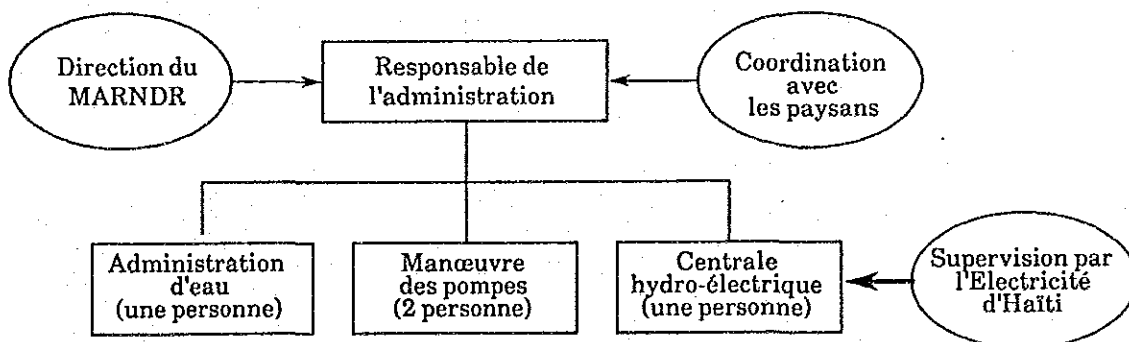 Direction du
MARNDR
Responsable de
l'administration
Coordination
avec
les paysans
Administration
d'eau
(une personne)
Manœuvre
des pompes
(2 personne)
Centrale
hydro-électrique
(une personne)
Supervision par
l'Electricité
d'Haïti